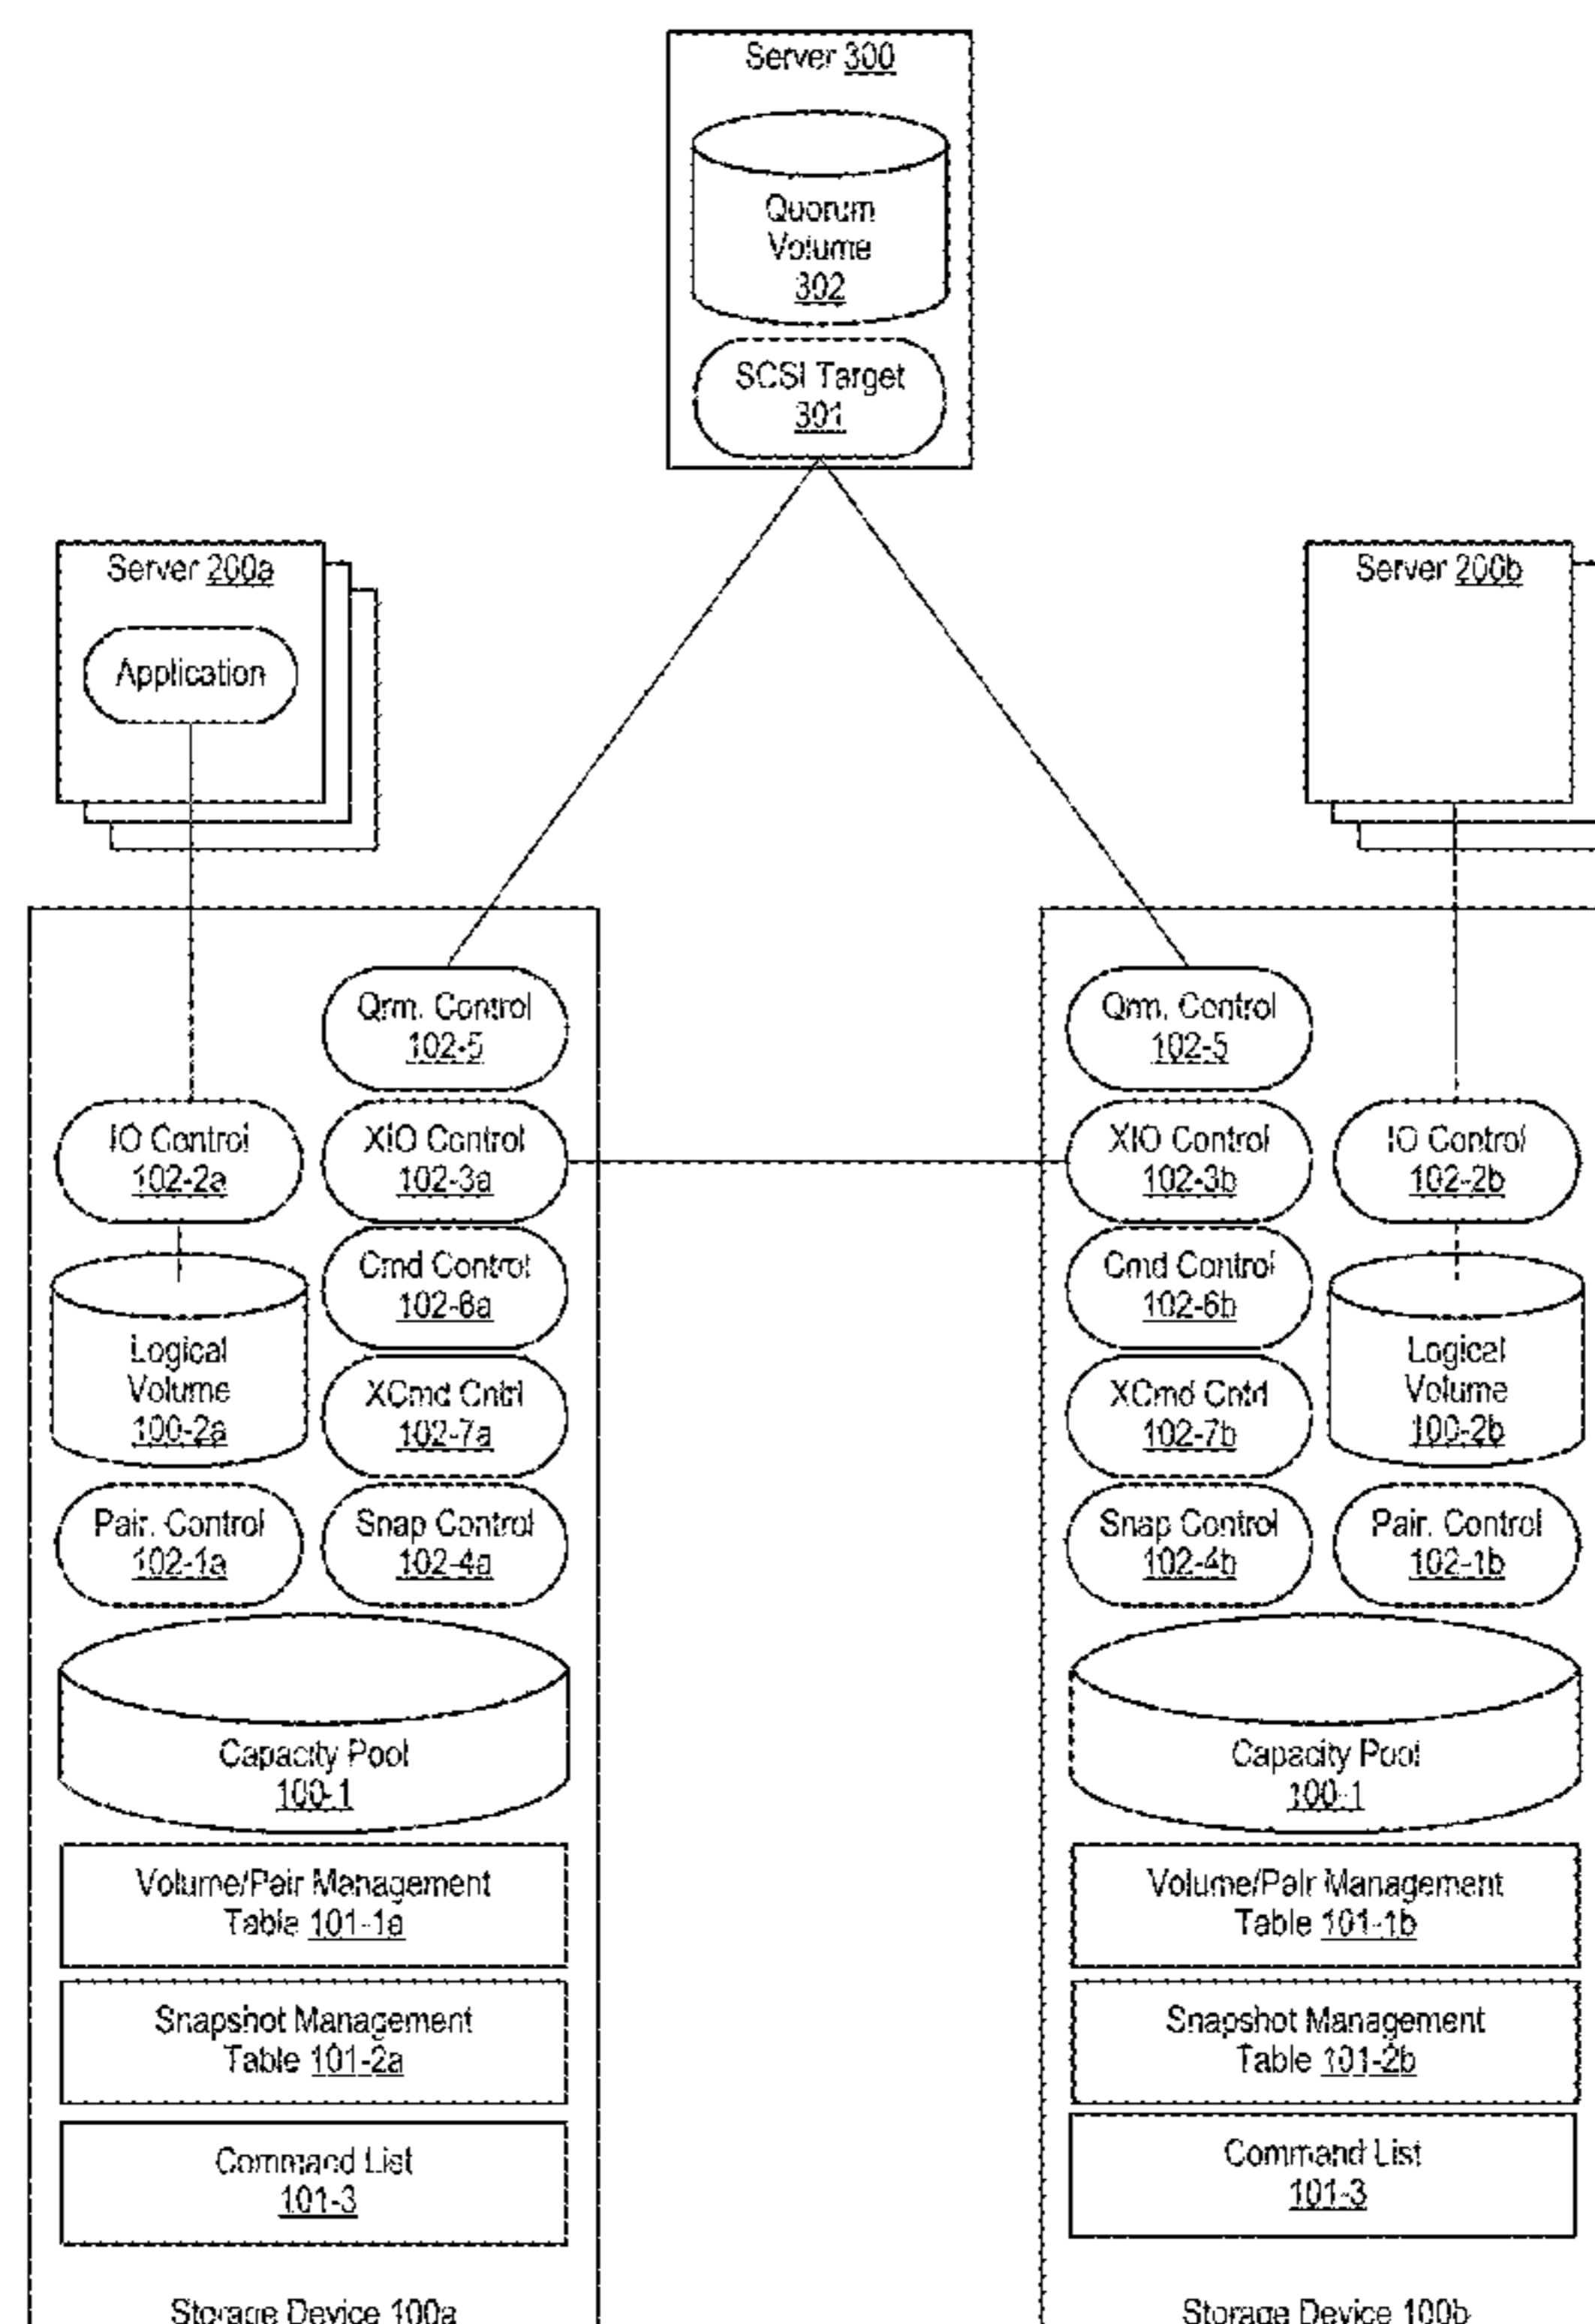 Server 300
Quorum
Volume
302
SCSI Target
301
Server 200a
Application
Server 200b
Qrm. Control
102-5
IO Control
102-2a
XIO Control
102-3a
Cmd Control
102-6a
Logical
Volume
100-2a
XCmd Cntrl
102-7a
Pair. Control
102-1a
Snap Control
102-4a
Capacity Pool
100-1
Volume/Pair Management
Table 101-1a
Snapshot Management
Table 101-2a
Command List
101-3
Storage Device 100a
Qrm. Control
102-5
XIO Control
102-3b
IO Control
102-2b
Cmd Control
102-6b
Logical
Volume
100-2b
XCmd Cntrl
102-7b
Snap Control
102-4b
Pair. Control
102-1b
Capacity Pool
100-1
Volume/Pair Management
Table 101-1b
Snapshot Management
Table 101-2b
Command List
101-3
Storage Device 100b